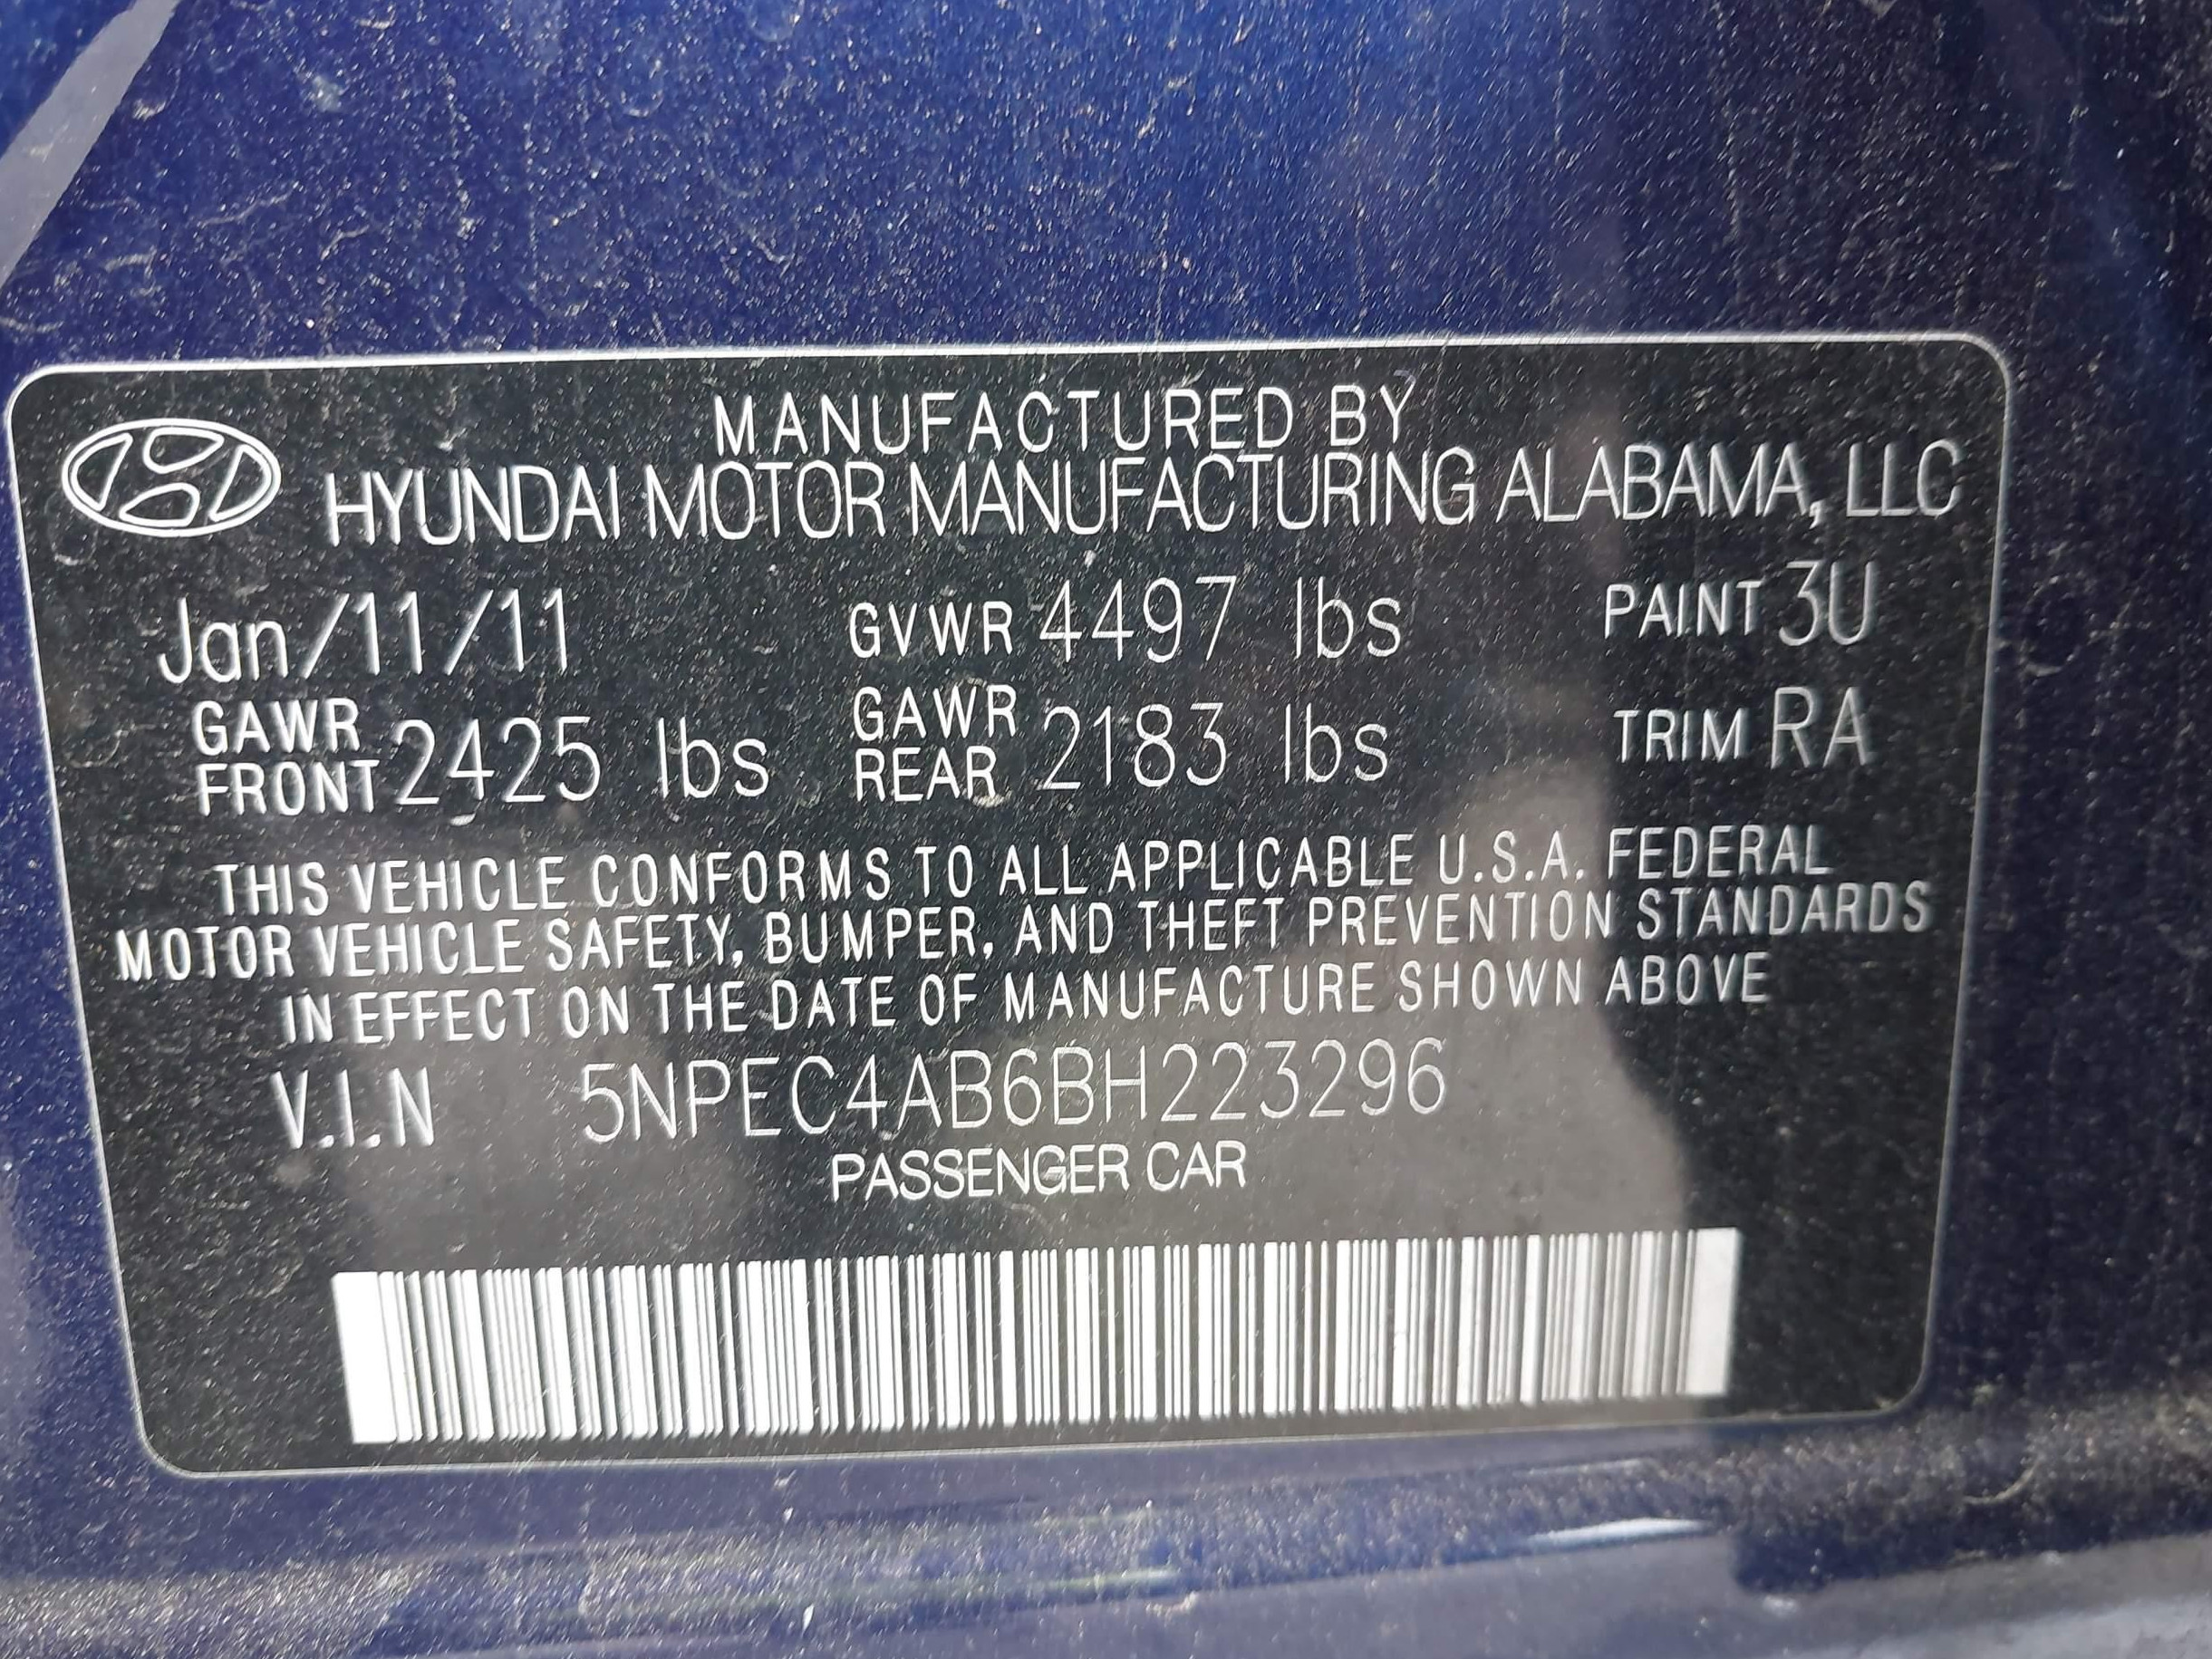 MANUFACTURED BY
HYUNDAI MOTOR MANUFACTURING ALABAMA, LLC
Jan/11/11 GVWR 4497 lbs PAINT 3U
GAWR FRONT 2425 lbs GAWR REAR 2183 lbs TRIM RA
THIS VEHICLE CONFORMS TO ALL APPLICABLE U.S.A. FEDERAL
MOTOR VEHICLE SAFETY, BUMPER, AND THEFT PREVENTION STANDARDS
IN EFFECT ON THE DATE OF MANUFACTURE SHOWN ABOVE
V.I.N 5NPEC4AB6BH223296
PASSENGER CAR